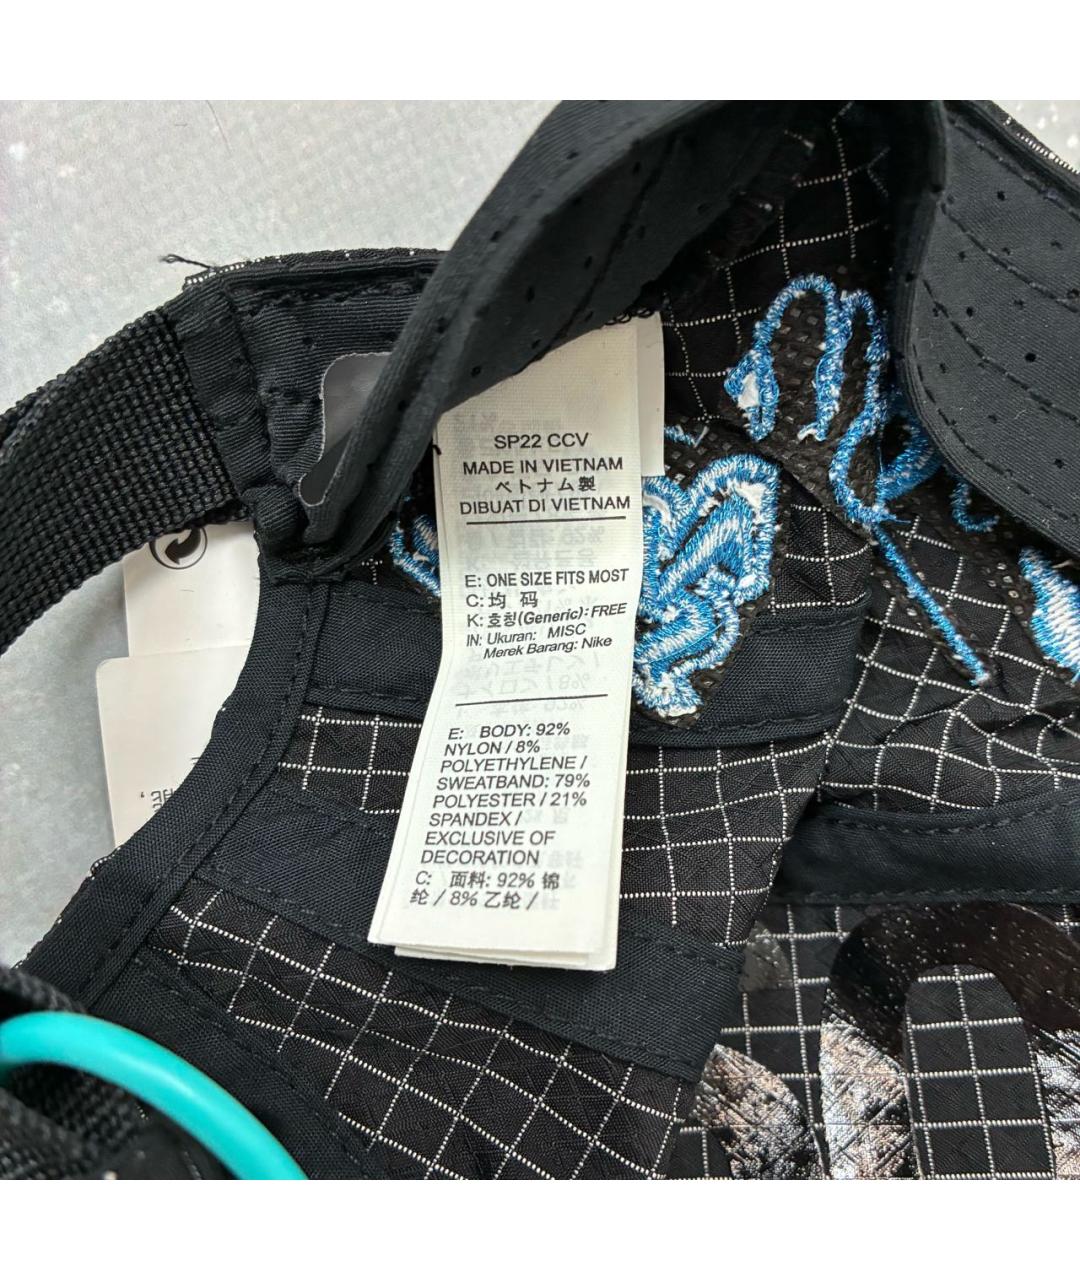 SP22 CCV
MADE IN VIETNAM
ベトナム製
DIBUAT DI VIETNAM
E: ONE SIZE FITS MOST
C: 均 码
K: 호칭(Generic): FREE
IN: Ukuran: MISC
Merek Barang: Nike
E: BODY: 92%
NYLON / 8%
POLYETHYLENE /
SWEATBAND: 79%
POLYESTER / 21%
SPANDEX /
EXCLUSIVE OF
DECORATION
C: 面料: 92% 锦
纶 / 8% 乙纶 /